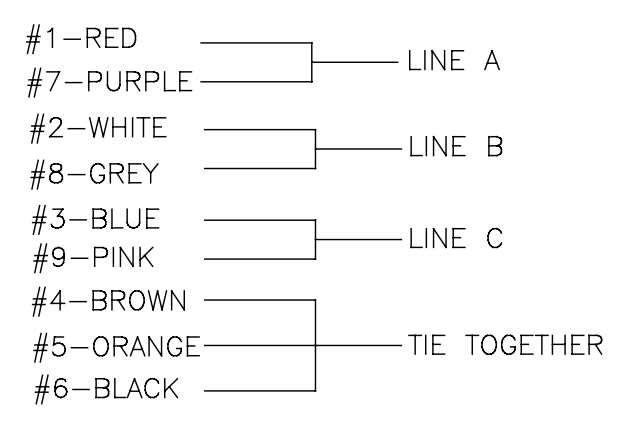 #1-RED
LINE A
#7-PURPLE
#2-WHITE
LINE B
#8-GREY
#3-BLUE
LINE C
#9-PINK
#4-BROWN
#5-ORANGE
TIE TOGETHER
#6-BLACK